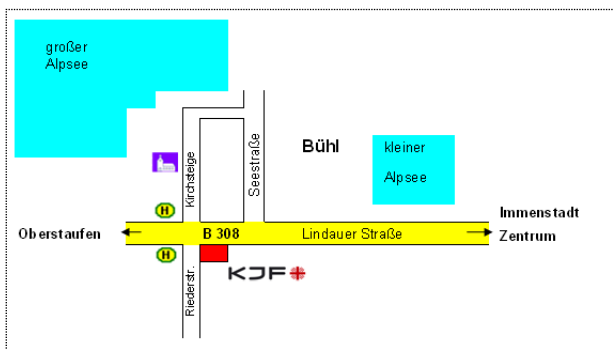 großer
Alpsee
Bühl
kleiner
Alpsee
Kirchsteige
Seestraße
H
Immenstadt
Oberstaufen
B 308
Lindauer Straße
Zentrum
H
Riederstr.
KJF